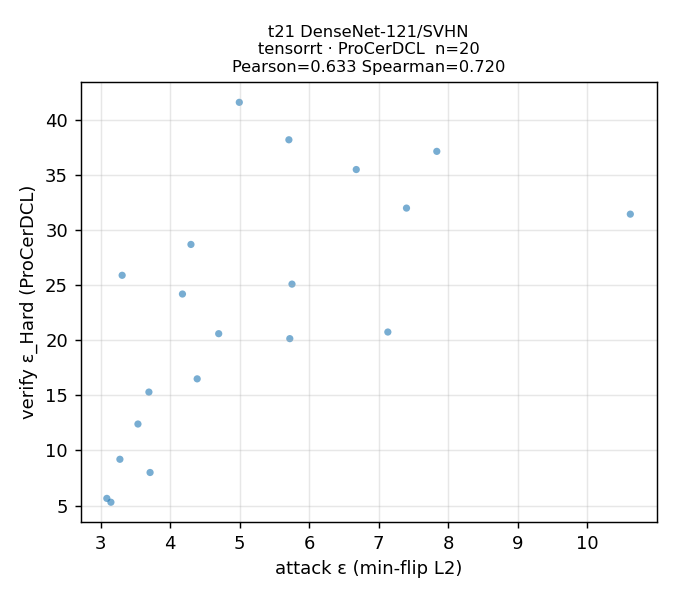 t21 DenseNet-121/SVHN
tensorrt · ProCerDCL  n=20
Pearson=0.633 Spearman=0.720
verify ε_Hard (ProCerDCL)
40
35
30
25
20
15
10
5
3 4 5 6 7 8 9 10
attack ε (min-flip L2)